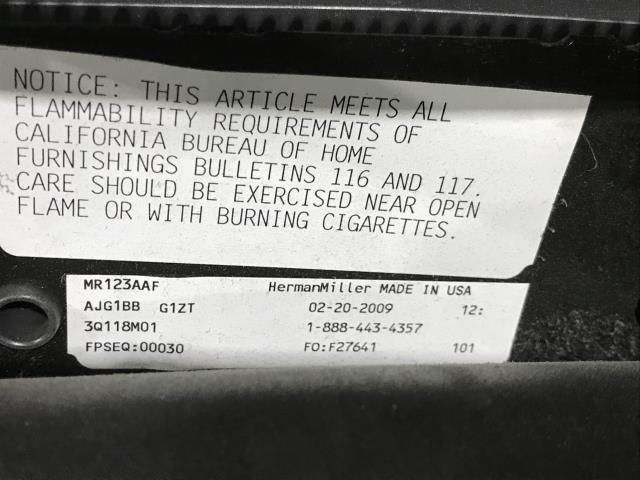 NOTICE: THIS ARTICLE MEETS ALL
FLAMMABILITY REQUIREMENTS OF
CALIFORNIA BUREAU OF HOME
FURNISHINGS BULLETINS 116 AND 117.
CARE SHOULD BE EXERCISED NEAR OPEN
FLAME OR WITH BURNING CIGARETTES.
MR123AAF HermanMiller MADE IN USA
AJG1BB G1ZT 02-20-2009 12:
3Q118M01 1-888-443-4357
FPSEQ:00030 FO:F27641 101